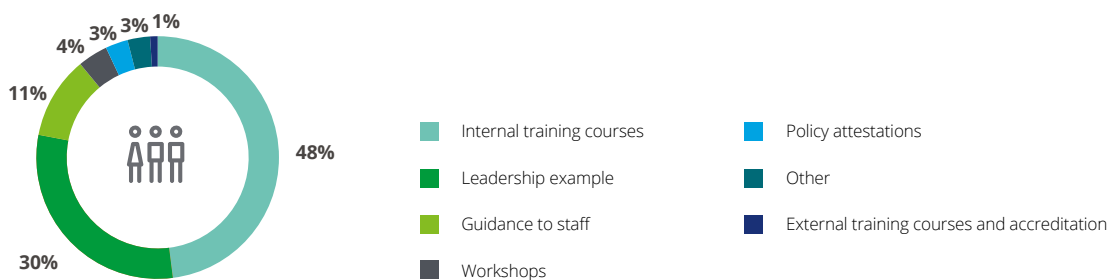 4%
3%
3%
1%
11%
48%
30%
Internal training courses
Leadership example
Guidance to staff
Workshops
Policy attestations
Other
External training courses and accreditation